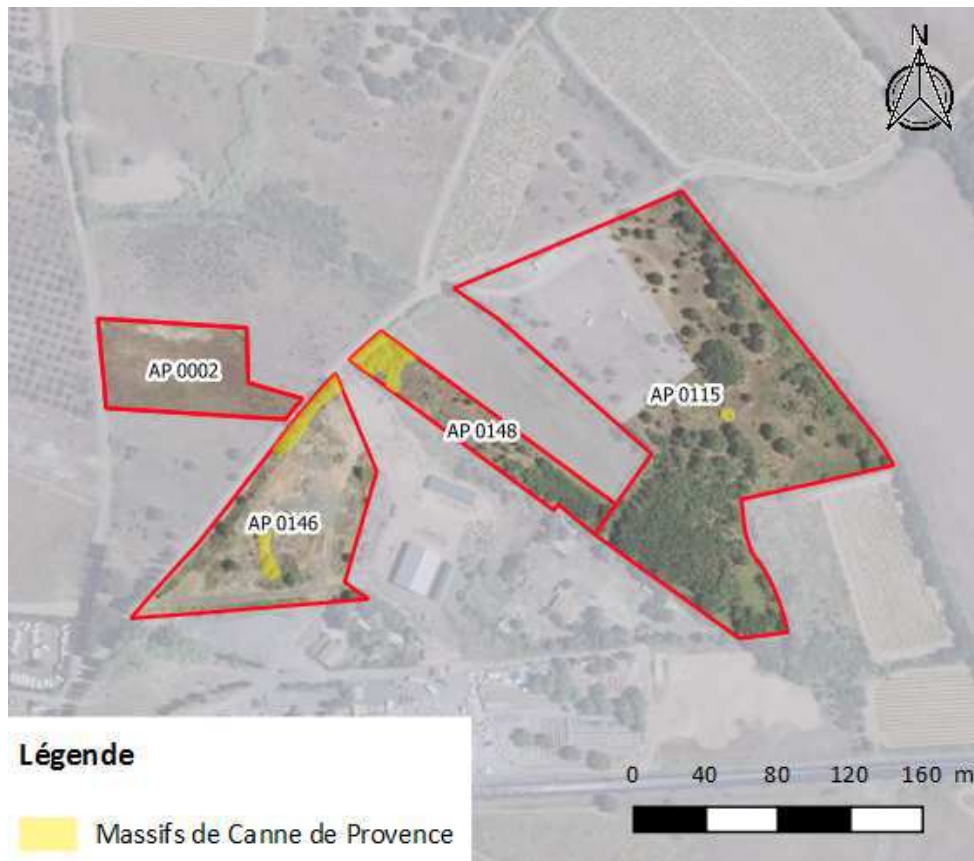 N
AP 0002
AP 0115
AP 0148
AP 0146
Légende
Massifs de Canne de Provence
0 40 80 120 160 m